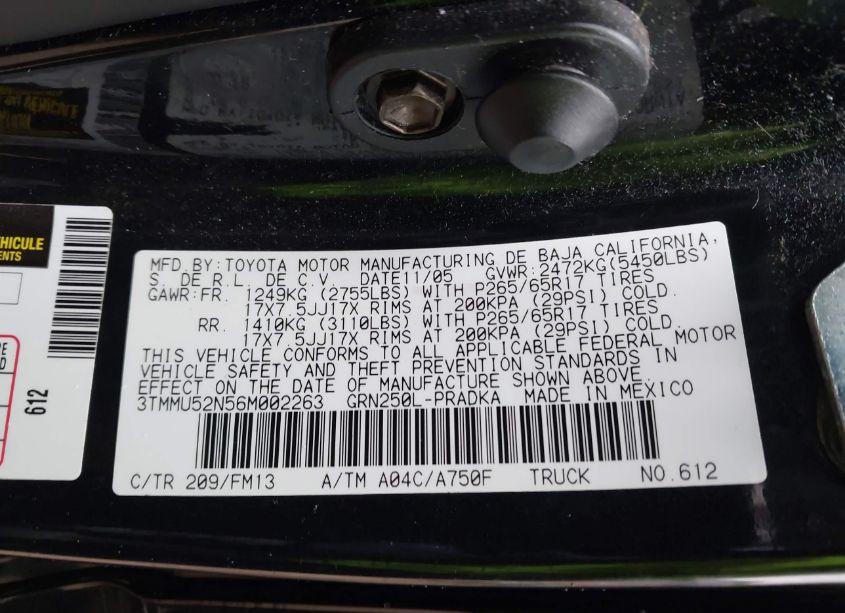 HICULE
ENTS
RE
D
612
MFD.BY:TOYOTA MOTOR MANUFACTURING DE BAJA CALIFORNIA,
S. DE R.L. DE C.V. DATE11/05 GVWR:2472KG(5450LBS)
GAWR:FR. 1249KG (2755LBS) WITH P265/65R17 TIRES
17X7.5JJ17X RIMS AT 200KPA (29PSI) COLD.
RR. 1410KG (3110LBS) WITH P265/65R17 TIRES
17X7.5JJ17X RIMS AT 200KPA (29PSI) COLD.
THIS VEHICLE CONFORMS TO ALL APPLICABLE FEDERAL MOTOR
VEHICLE SAFETY AND THEFT PREVENTION STANDARDS IN
EFFECT ON THE DATE OF MANUFACTURE SHOWN ABOVE.
3TMMU52N56M002263 GRN250L-PRADKA MADE IN MEXICO
C/TR 209/FM13 A/TM A04C/A750F TRUCK NO.612